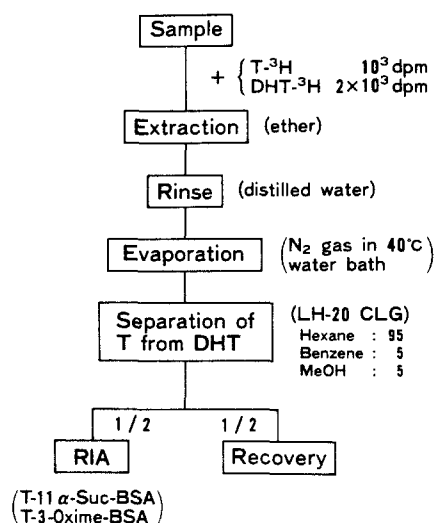 Sample
+ { T-³H 10³ dpm
DHT-³H 2×10³ dpm
Extraction (ether)
Rinse (distilled water)
Evaporation (N₂ gas in 40°C
water bath)
Separation of
T from DHT
(LH-20 CLG)
Hexane : 95
Benzene : 5
MeOH : 5
1/2 1/2
RIA Recovery
(T-11α-Suc-BSA
T-3-Oxime-BSA)